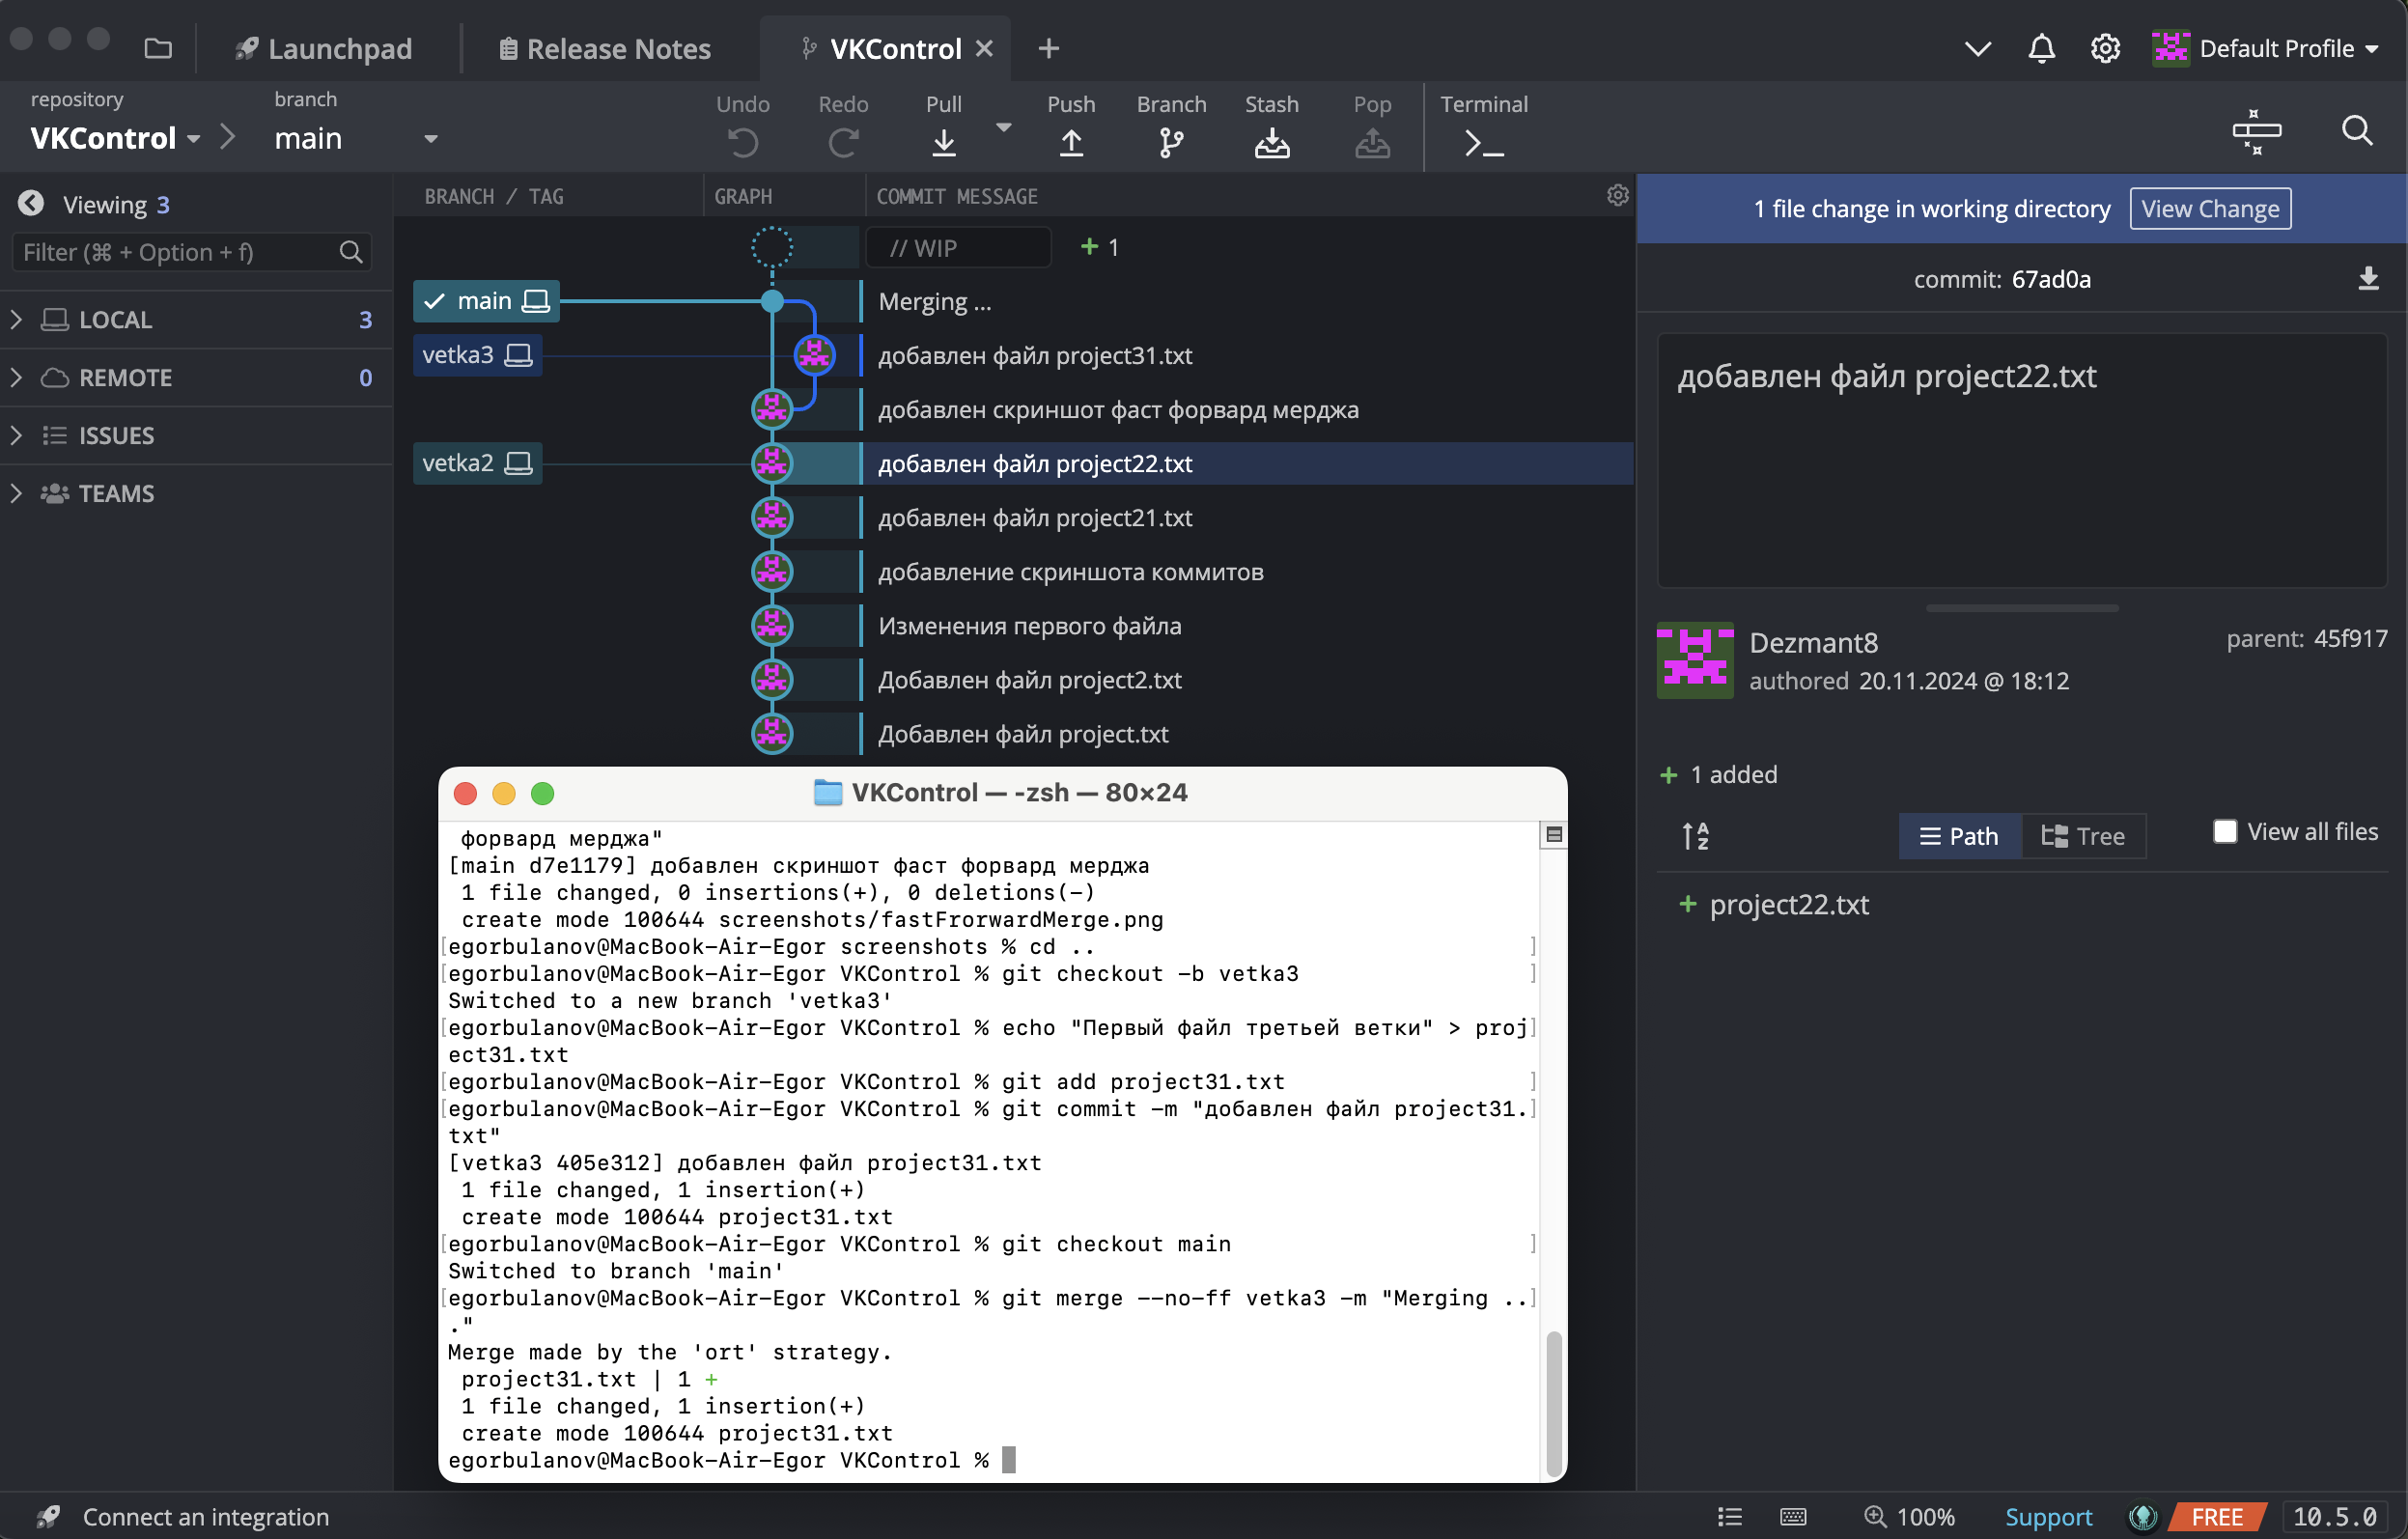 Launchpad
Release Notes
VKControl
Default Profile
repository
VKControl
branch
main
Undo
Redo
Pull
Push
Branch
Stash
Pop
Terminal
Viewing 3
Filter (⌘ + Option + f)
LOCAL 3
REMOTE 0
ISSUES
TEAMS
BRANCH / TAG
GRAPH
COMMIT MESSAGE
// WIP + 1
main
Merging ...
vetka3
добавлен файл project31.txt
добавлен скриншот фаст форвард мерджа
vetka2
добавлен файл project22.txt
добавлен файл project21.txt
добавление скриншота коммитов
Изменения первого файла
Добавлен файл project2.txt
Добавлен файл project.txt
1 file change in working directory
View Change
commit: 67ad0a
добавлен файл project22.txt
Dezmant8
authored 20.11.2024 @ 18:12
parent: 45f917
+ 1 added
Path
Tree
View all files
+ project22.txt
VKControl — -zsh — 80×24
форвард мерджа"
[main d7e1179] добавлен скриншот фаст форвард мерджа
1 file changed, 0 insertions(+), 0 deletions(-)
create mode 100644 screenshots/fastFrorwardMerge.png
[egorbulanov@MacBook-Air-Egor screenshots % cd .. ]
[egorbulanov@MacBook-Air-Egor VKControl % git checkout -b vetka3 ]
Switched to a new branch 'vetka3'
[egorbulanov@MacBook-Air-Egor VKControl % echo "Первый файл третьей ветки" > proj]
ect31.txt
[egorbulanov@MacBook-Air-Egor VKControl % git add project31.txt ]
[egorbulanov@MacBook-Air-Egor VKControl % git commit -m "добавлен файл project31.]
txt"
[vetka3 405e312] добавлен файл project31.txt
1 file changed, 1 insertion(+)
create mode 100644 project31.txt
[egorbulanov@MacBook-Air-Egor VKControl % git checkout main ]
Switched to branch 'main'
[egorbulanov@MacBook-Air-Egor VKControl % git merge --no-ff vetka3 -m "Merging ..]
."
Merge made by the 'ort' strategy.
project31.txt | 1 +
1 file changed, 1 insertion(+)
create mode 100644 project31.txt
egorbulanov@MacBook-Air-Egor VKControl %
Connect an integration
100%
Support
FREE
10.5.0